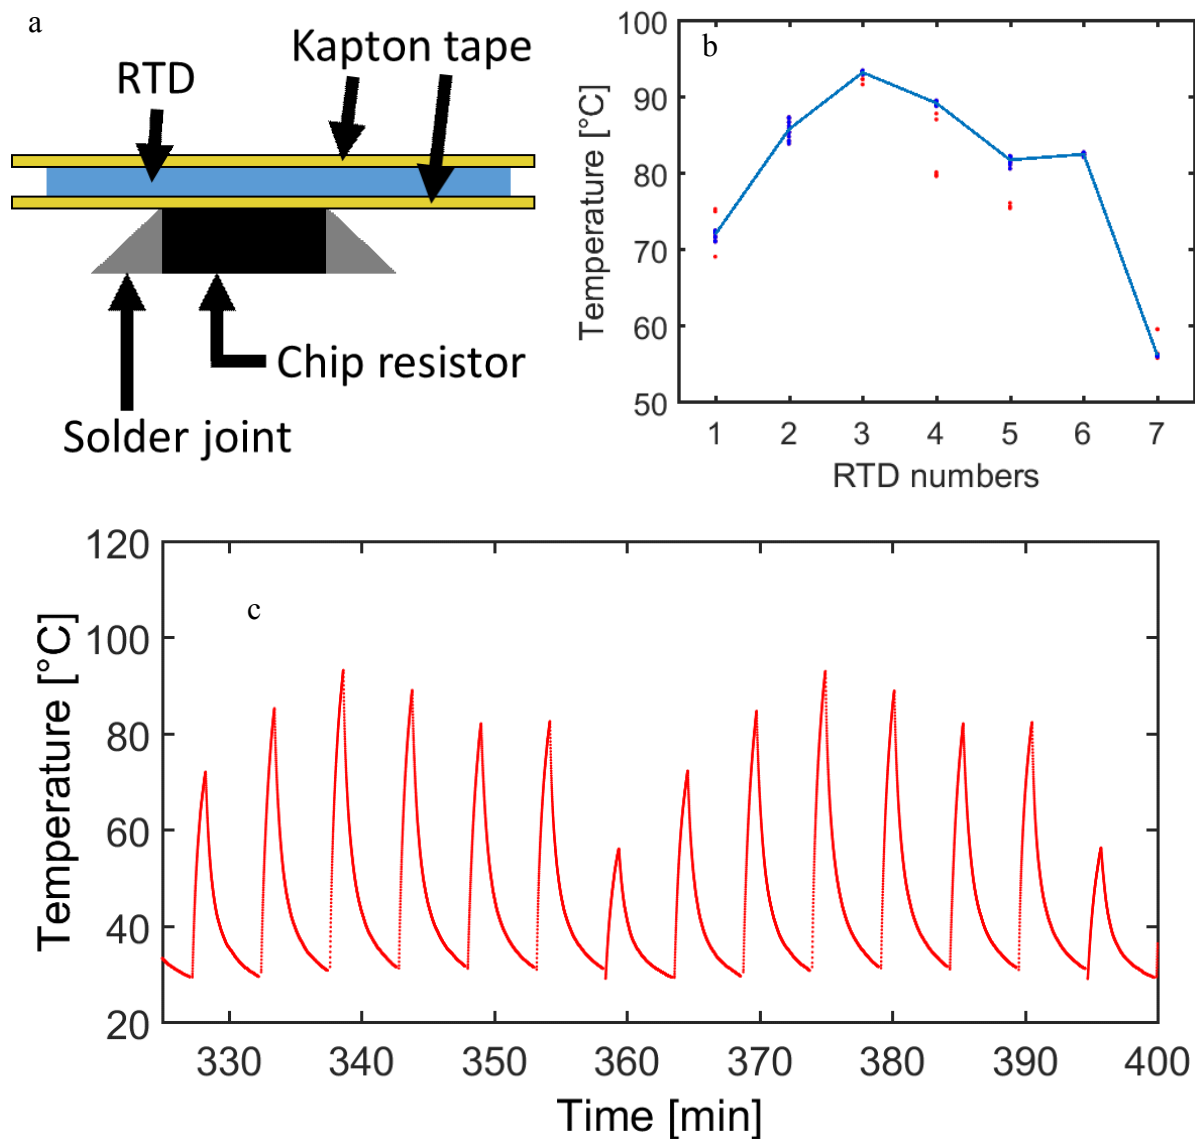 a
RTD
Kapton tape
Chip resistor
Solder joint
b
Temperature [°C]
100
90
80
70
60
50
1 2 3 4 5 6 7
RTD numbers
c
Temperature [°C]
120
100
80
60
40
20
330 340 350 360 370 380 390 400
Time [min]